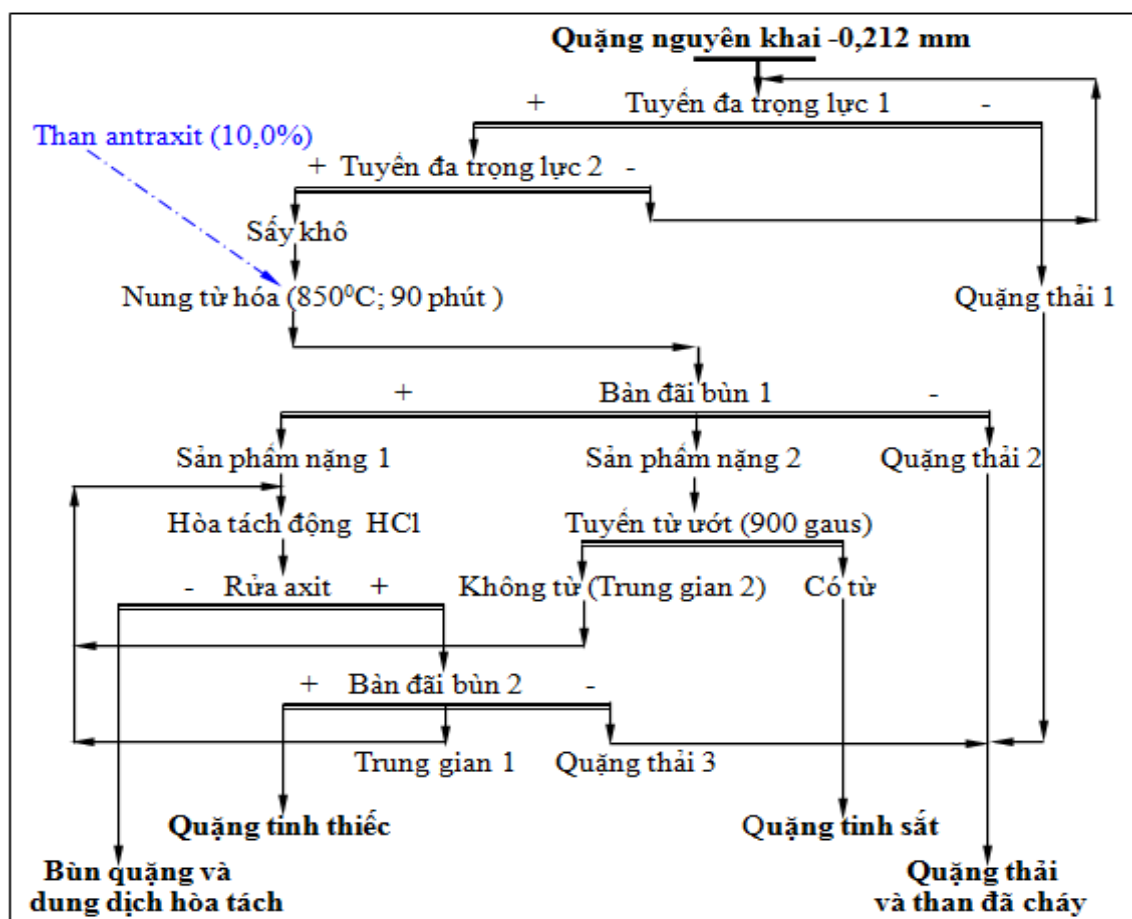 Quặng nguyên khai -0,212 mm
+ Tuyển đa trọng lực 1 -
Than antraxit (10,0%)
+ Tuyển đa trọng lực 2 -
Sấy khô
Nung từ hóa (850⁰C; 90 phút )
Quặng thải 1
+ Bàn đãi bùn 1 -
Sản phẩm nặng 1
Sản phẩm nặng 2
Quặng thải 2
Hòa tách động HCl
Tuyển từ ướt (900 gaus)
- Rửa axit +
Không từ (Trung gian 2)
Có từ
+ Bàn đãi bùn 2 -
Trung gian 1
Quặng thải 3
Quặng tinh thiếc
Quặng tinh sắt
Bùn quặng và
dung dịch hòa tách
Quặng thải
và than đã cháy